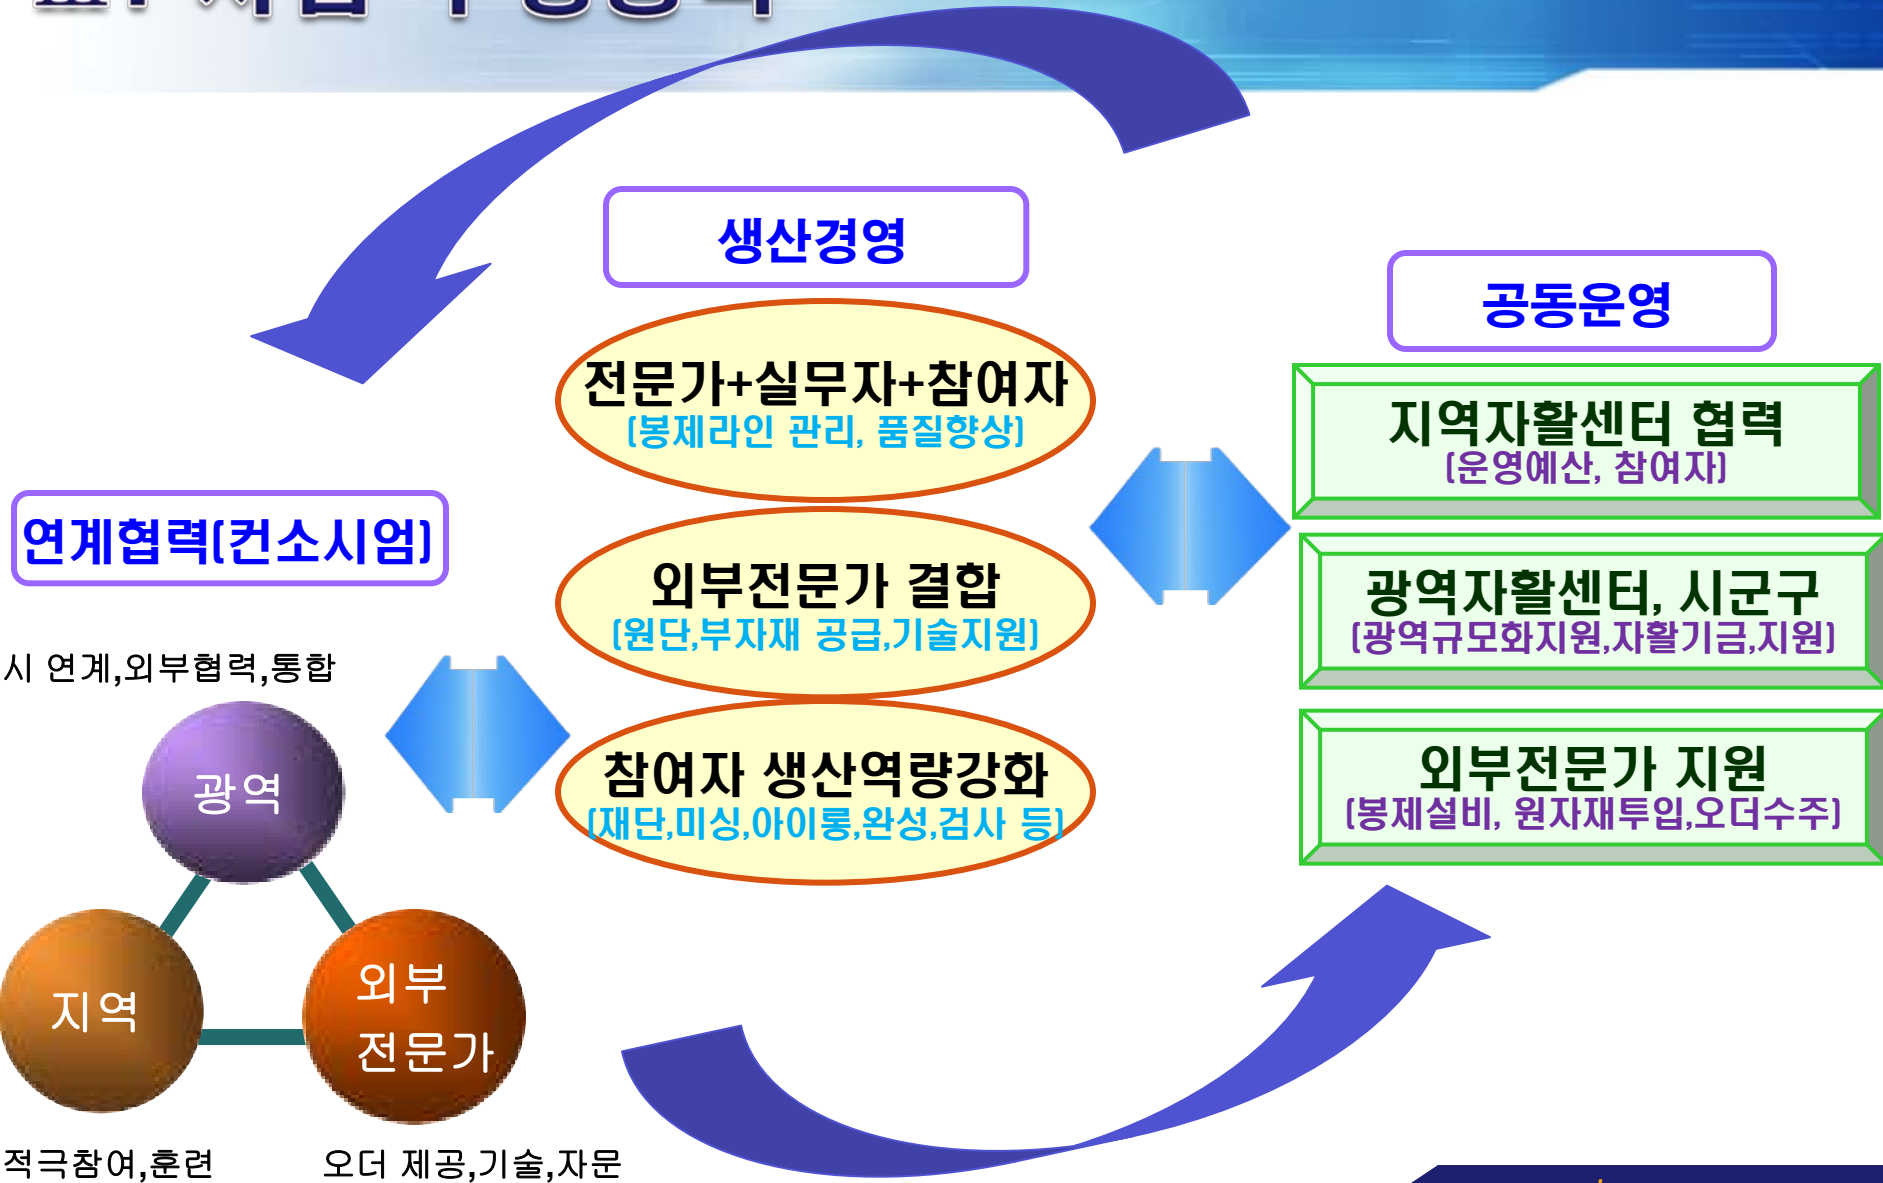 생산경영
공동운영
전문가+실무자+참여자
(봉제라인 관리, 품질향상)
지역자활센터 협력
(운영예산, 참여자)
연계협력(컨소시엄)
외부전문가 결합
(원단,부자재 공급,기술지원)
광역자활센터, 시군구
(광역규모화지원,자활기금,지원)
시 연계,외부협력,통합
참여자 생산역량강화
(재단,미싱,아이롱,완성,검사 등)
외부전문가 지원
(봉제설비, 원자재투입,오더수주)
광역
지역
외부
전문가
적극참여,훈련
오더 제공,기술,자문